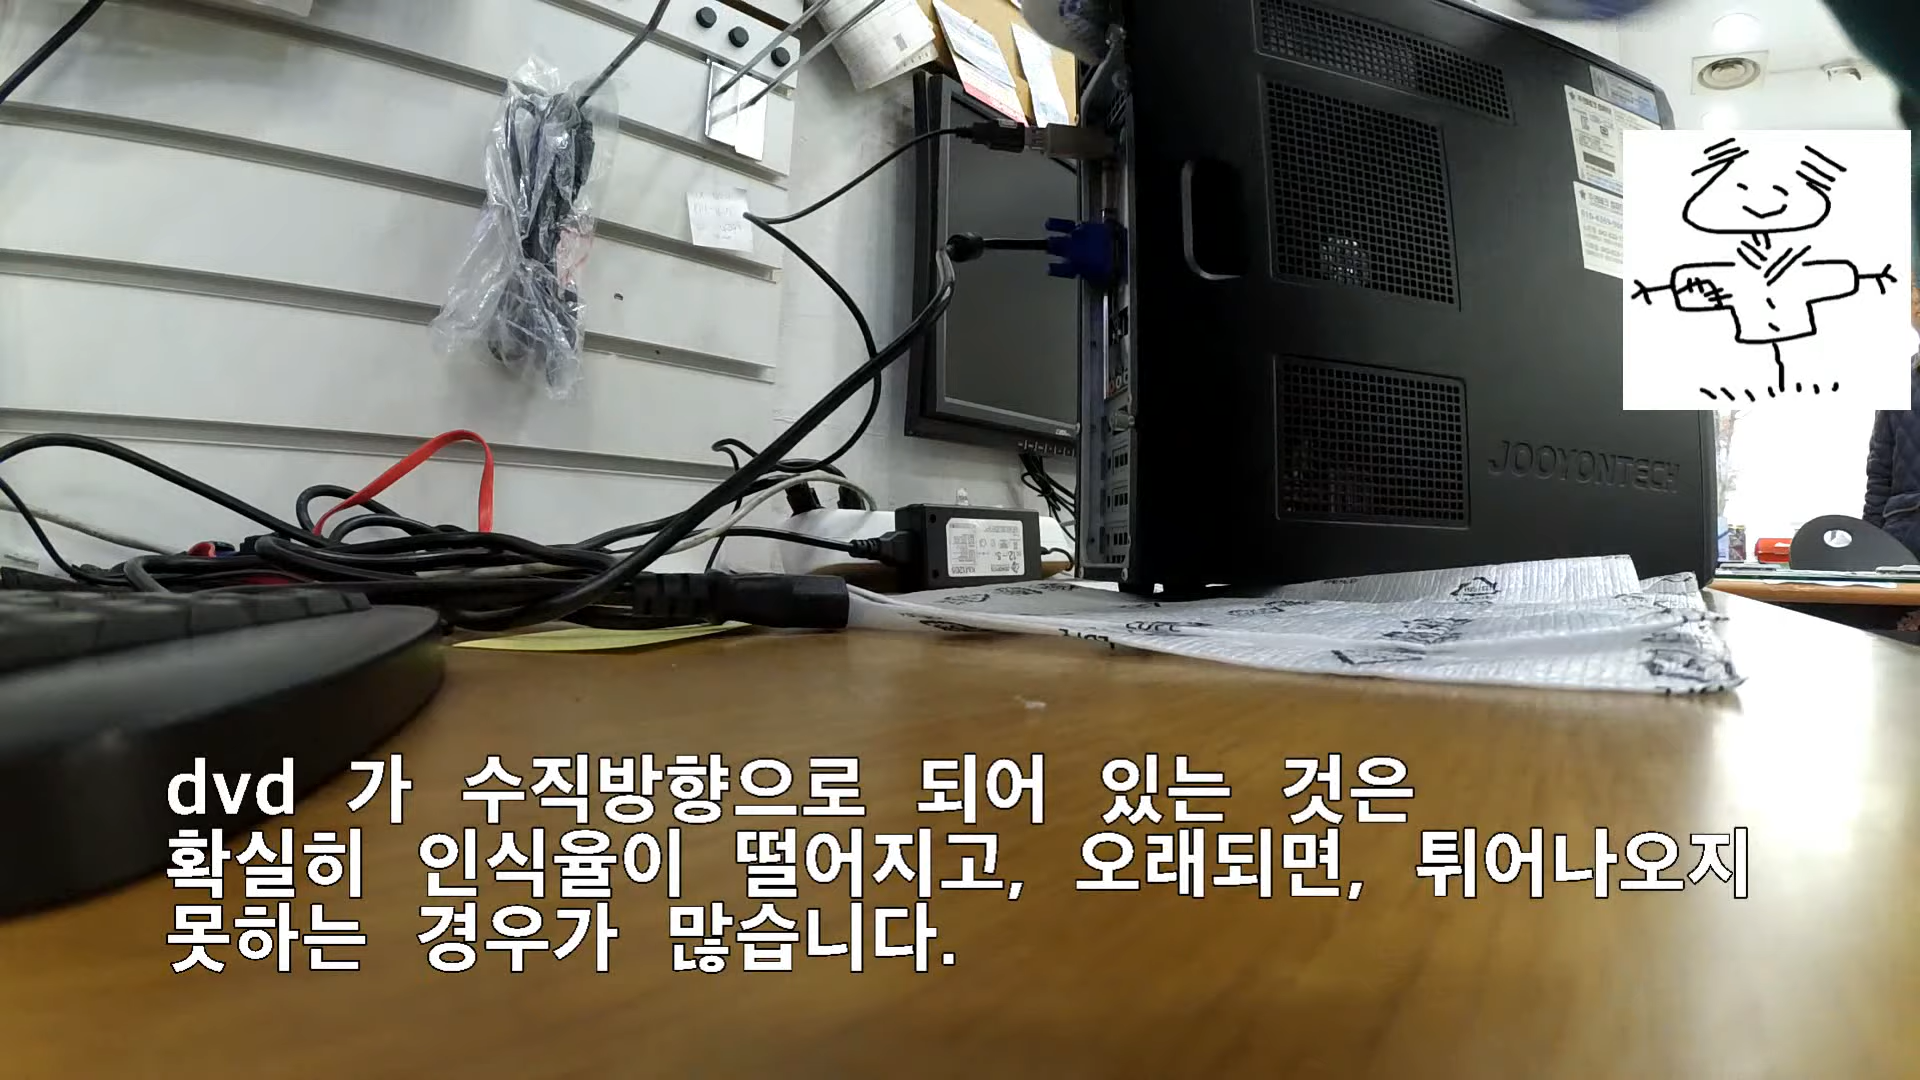 JOOYONTECH
dvd 가 수직방향으로 되어 있는 것은
확실히 인식율이 떨어지고, 오래되면, 튀어나오지
못하는 경우가 많습니다.